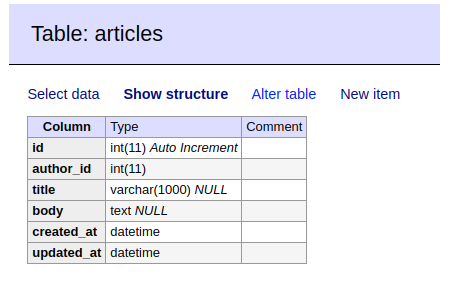 Table: articles
Select data Show structure Alter table New item
Column Type Comment
id int(11) Auto Increment
author_id int(11)
title varchar(1000) NULL
body text NULL
created_at datetime
updated_at datetime